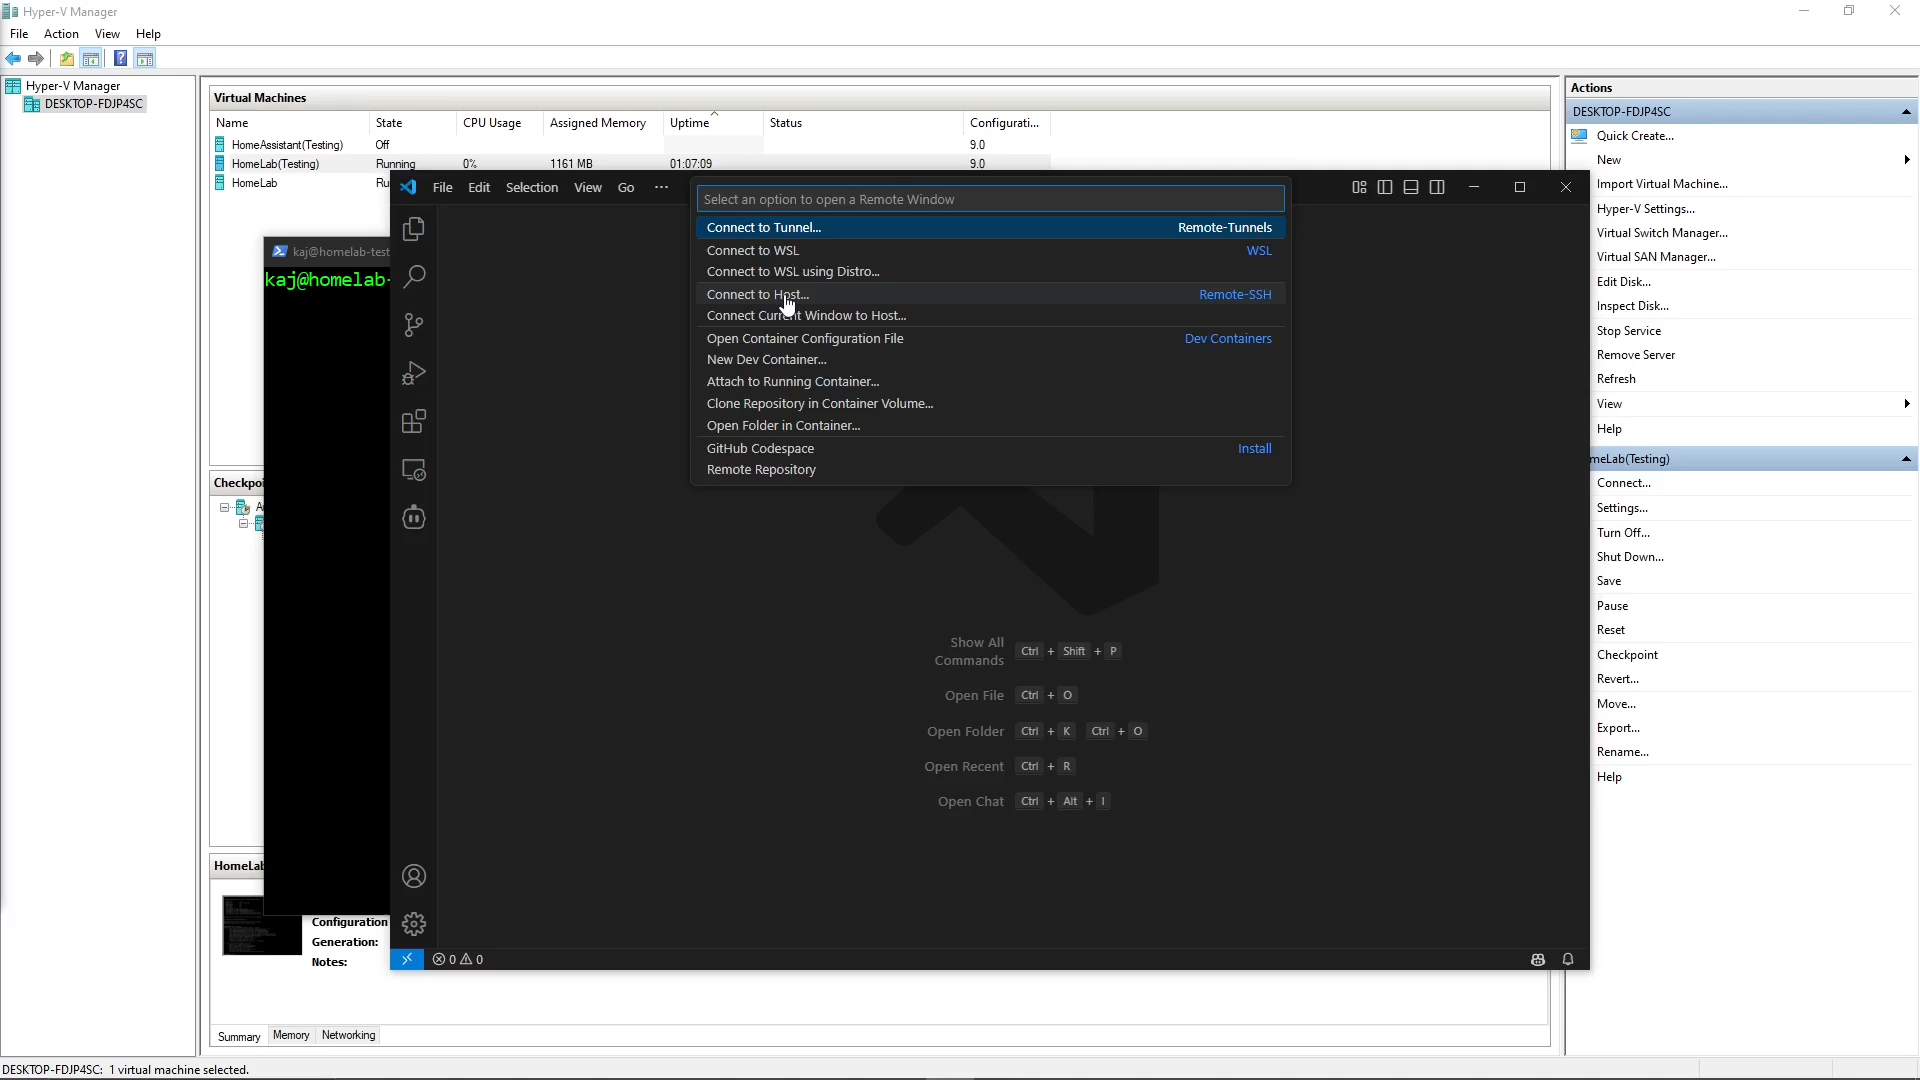 Hyper-V Manager
File Action View Help
Hyper-V Manager
DESKTOP-FDJP4SC
Virtual Machines
Name State CPU Usage Assigned Memory Uptime Status Configurati...
HomeAssistant(Testing) Off 9.0
HomeLab(Testing) Running 0% 1161 MB 01:07:09 9.0
HomeLab Ru
kaj@homelab-test
kaj@homelab-
Checkpoi
A
HomeLab
Configuration
Generation:
Notes:
Summary Memory Networking
DESKTOP-FDJP4SC: 1 virtual machine selected.
File Edit Selection View Go ...
Select an option to open a Remote Window
Connect to Tunnel... Remote-Tunnels
Connect to WSL WSL
Connect to WSL using Distro...
Connect to Host... Remote-SSH
Connect Current Window to Host...
Open Container Configuration File Dev Containers
New Dev Container...
Attach to Running Container...
Clone Repository in Container Volume...
Open Folder in Container...
GitHub Codespace Install
Remote Repository
Show All
Commands Ctrl + Shift + P
Open File Ctrl + O
Open Folder Ctrl + K Ctrl + O
Open Recent Ctrl + R
Open Chat Ctrl + Alt + I
0 0
Actions
DESKTOP-FDJP4SC
Quick Create...
New
Import Virtual Machine...
Hyper-V Settings...
Virtual Switch Manager...
Virtual SAN Manager...
Edit Disk...
Inspect Disk...
Stop Service
Remove Server
Refresh
View
Help
meLab(Testing)
Connect...
Settings...
Turn Off...
Shut Down...
Save
Pause
Reset
Checkpoint
Revert...
Move...
Export...
Rename...
Help